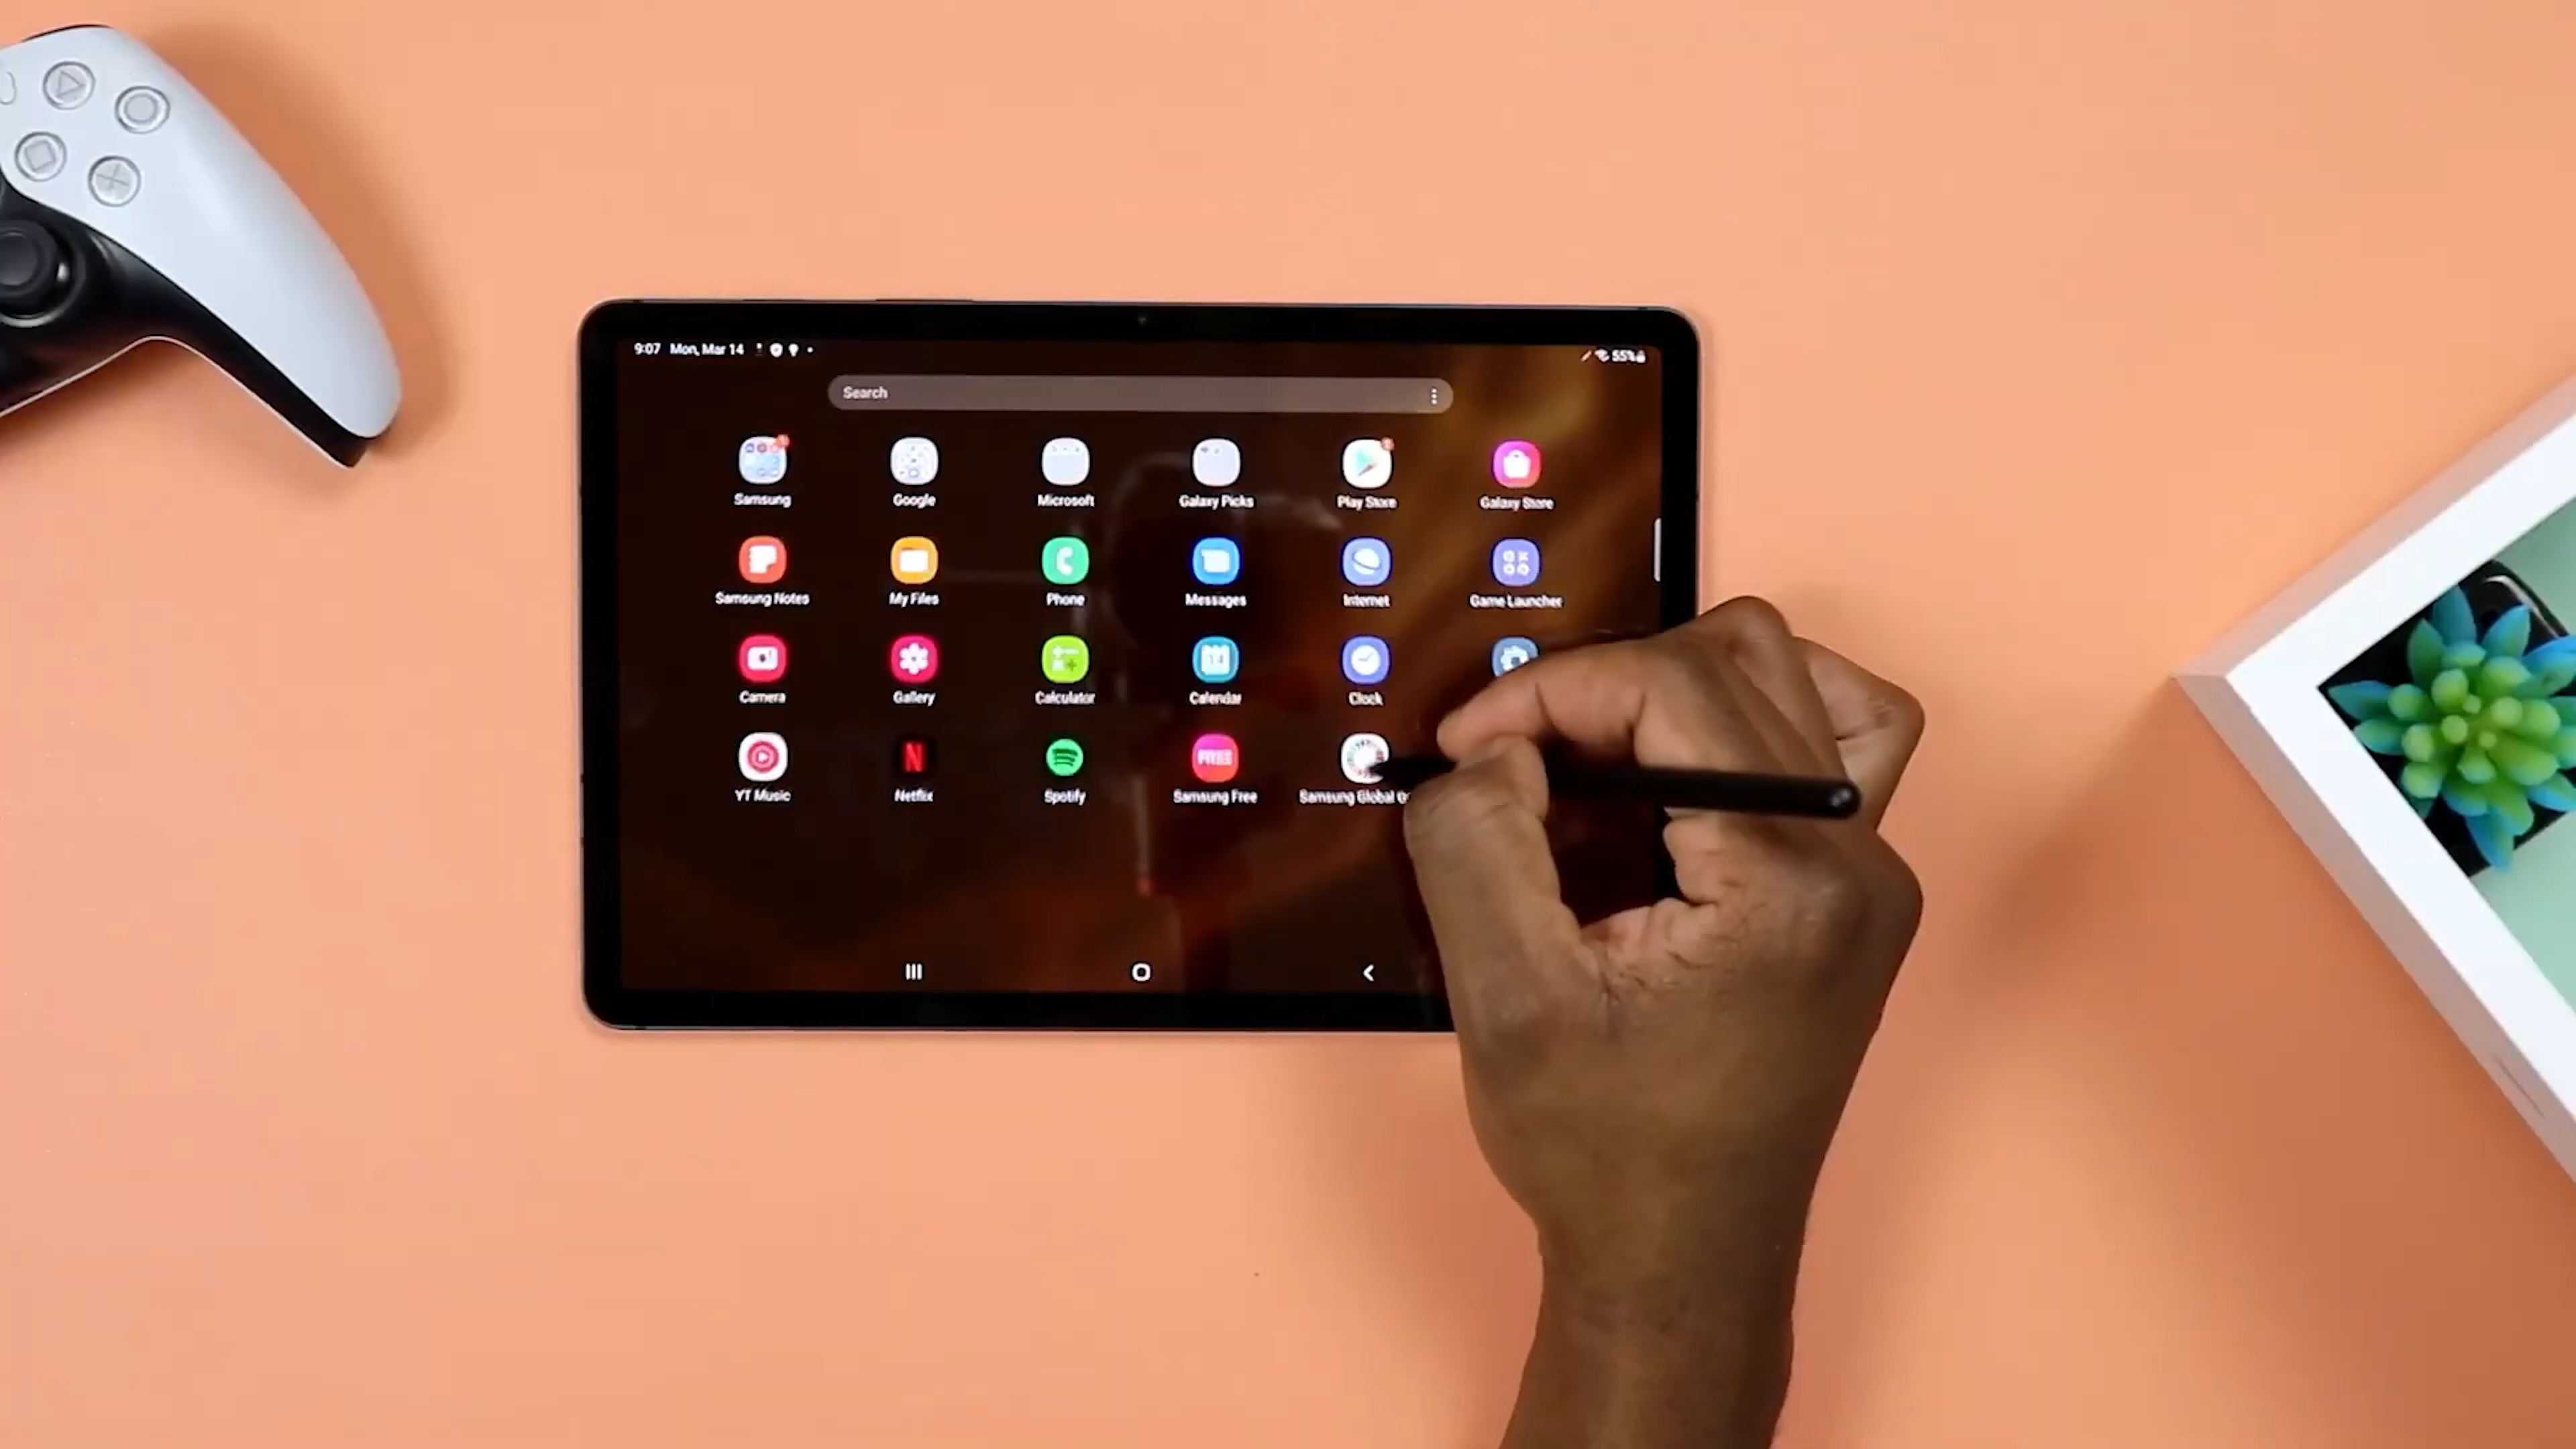 9:07 Mon, Mar 14 55%
Search
Samsung Google Microsoft Galaxy Picks Play Store Galaxy Store
Samsung Notes My Files Phone Messages Internet Game Launcher
Camera Gallery Calculator Calendar Clock
YT Music Netflix Spotify Samsung Free Samsung Global